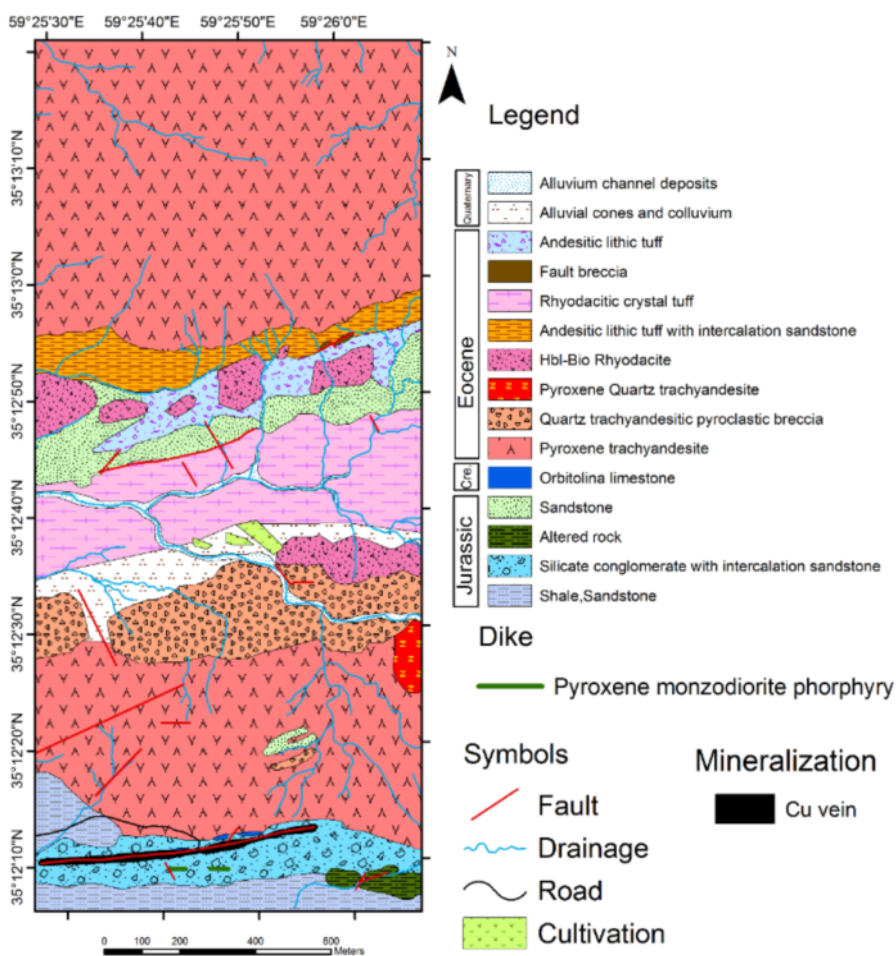 59°25'30"E 59°25'40"E 59°25'50"E 59°26'0"E
N
35°13'10"N
35°13'0"N
35°12'50"N
35°12'40"N
35°12'30"N
35°12'20"N
35°12'10"N
0 100 200 400 600
Meters
Legend
Quaternary
Alluvium channel deposits
Alluvial cones and colluvium
Eocene
Andesitic lithic tuff
Fault breccia
Rhyodacitic crystal tuff
Andesitic lithic tuff with intercalation sandstone
Hbl-Bio Rhyodacite
Pyroxene Quartz trachyandesite
Quartz trachyandesitic pyroclastic breccia
Pyroxene trachyandesite
Cre.
Orbitolina limestone
Jurassic
Sandstone
Altered rock
Silicate conglomerate with intercalation sandstone
Shale,Sandstone
Dike
Pyroxene monzodiorite phorphyry
Symbols
Fault
Drainage
Road
Cultivation
Mineralization
Cu vein